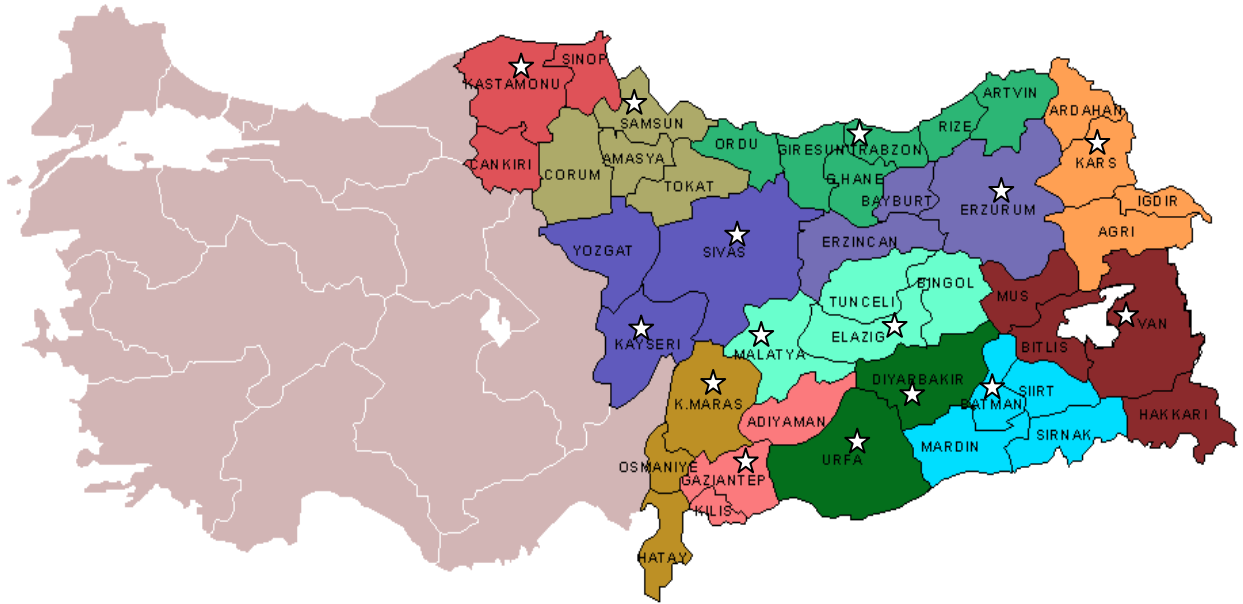 SINOP
KASTAMONU
ARTVIN
ARDAHAN
SAMSUN
RIZE
ORDU
GIRESUN
TRABZON
AMASYA
KARS
CANKIRI
CORUM
G.HANE
TOKAT
BAYBURT
ERZURUM
IGDIR
AGRI
YOZGAT
SIVAS
ERZINCAN
BINGOL
TUNCELI
MUS
VAN
KAYSERI
ELAZIG
MALATYA
BITLIS
DIYARBAKIR
SIIRT
K.MARAS
BATMAN
HAKKARI
ADIYAMAN
SIRNAK
MARDIN
URFA
OSMANIYE
GAZIANTEP
KILIS
HATAY